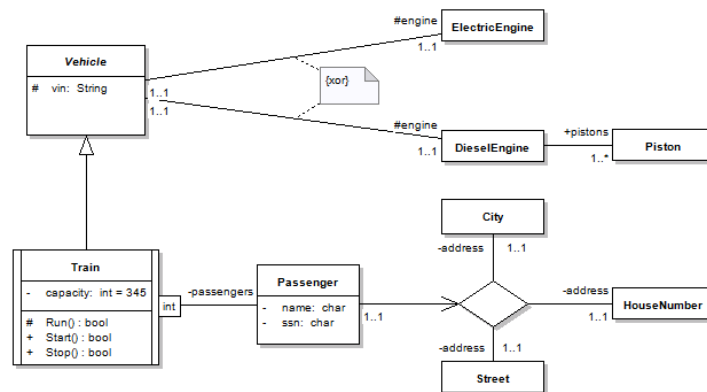 #engine
ElectricEngine
1..1
Vehicle
# vin: String
1..1
1..1
{xor}
#engine
1..1
DieselEngine
+pistons
1..*
Piston
City
-address
1..1
Train
- capacity: int = 345
# Run() : bool
+ Start() : bool
+ Stop() : bool
int
-passengers
Passenger
- name: char
- ssn: char
1..1
-address
1..1
HouseNumber
-address
1..1
Street